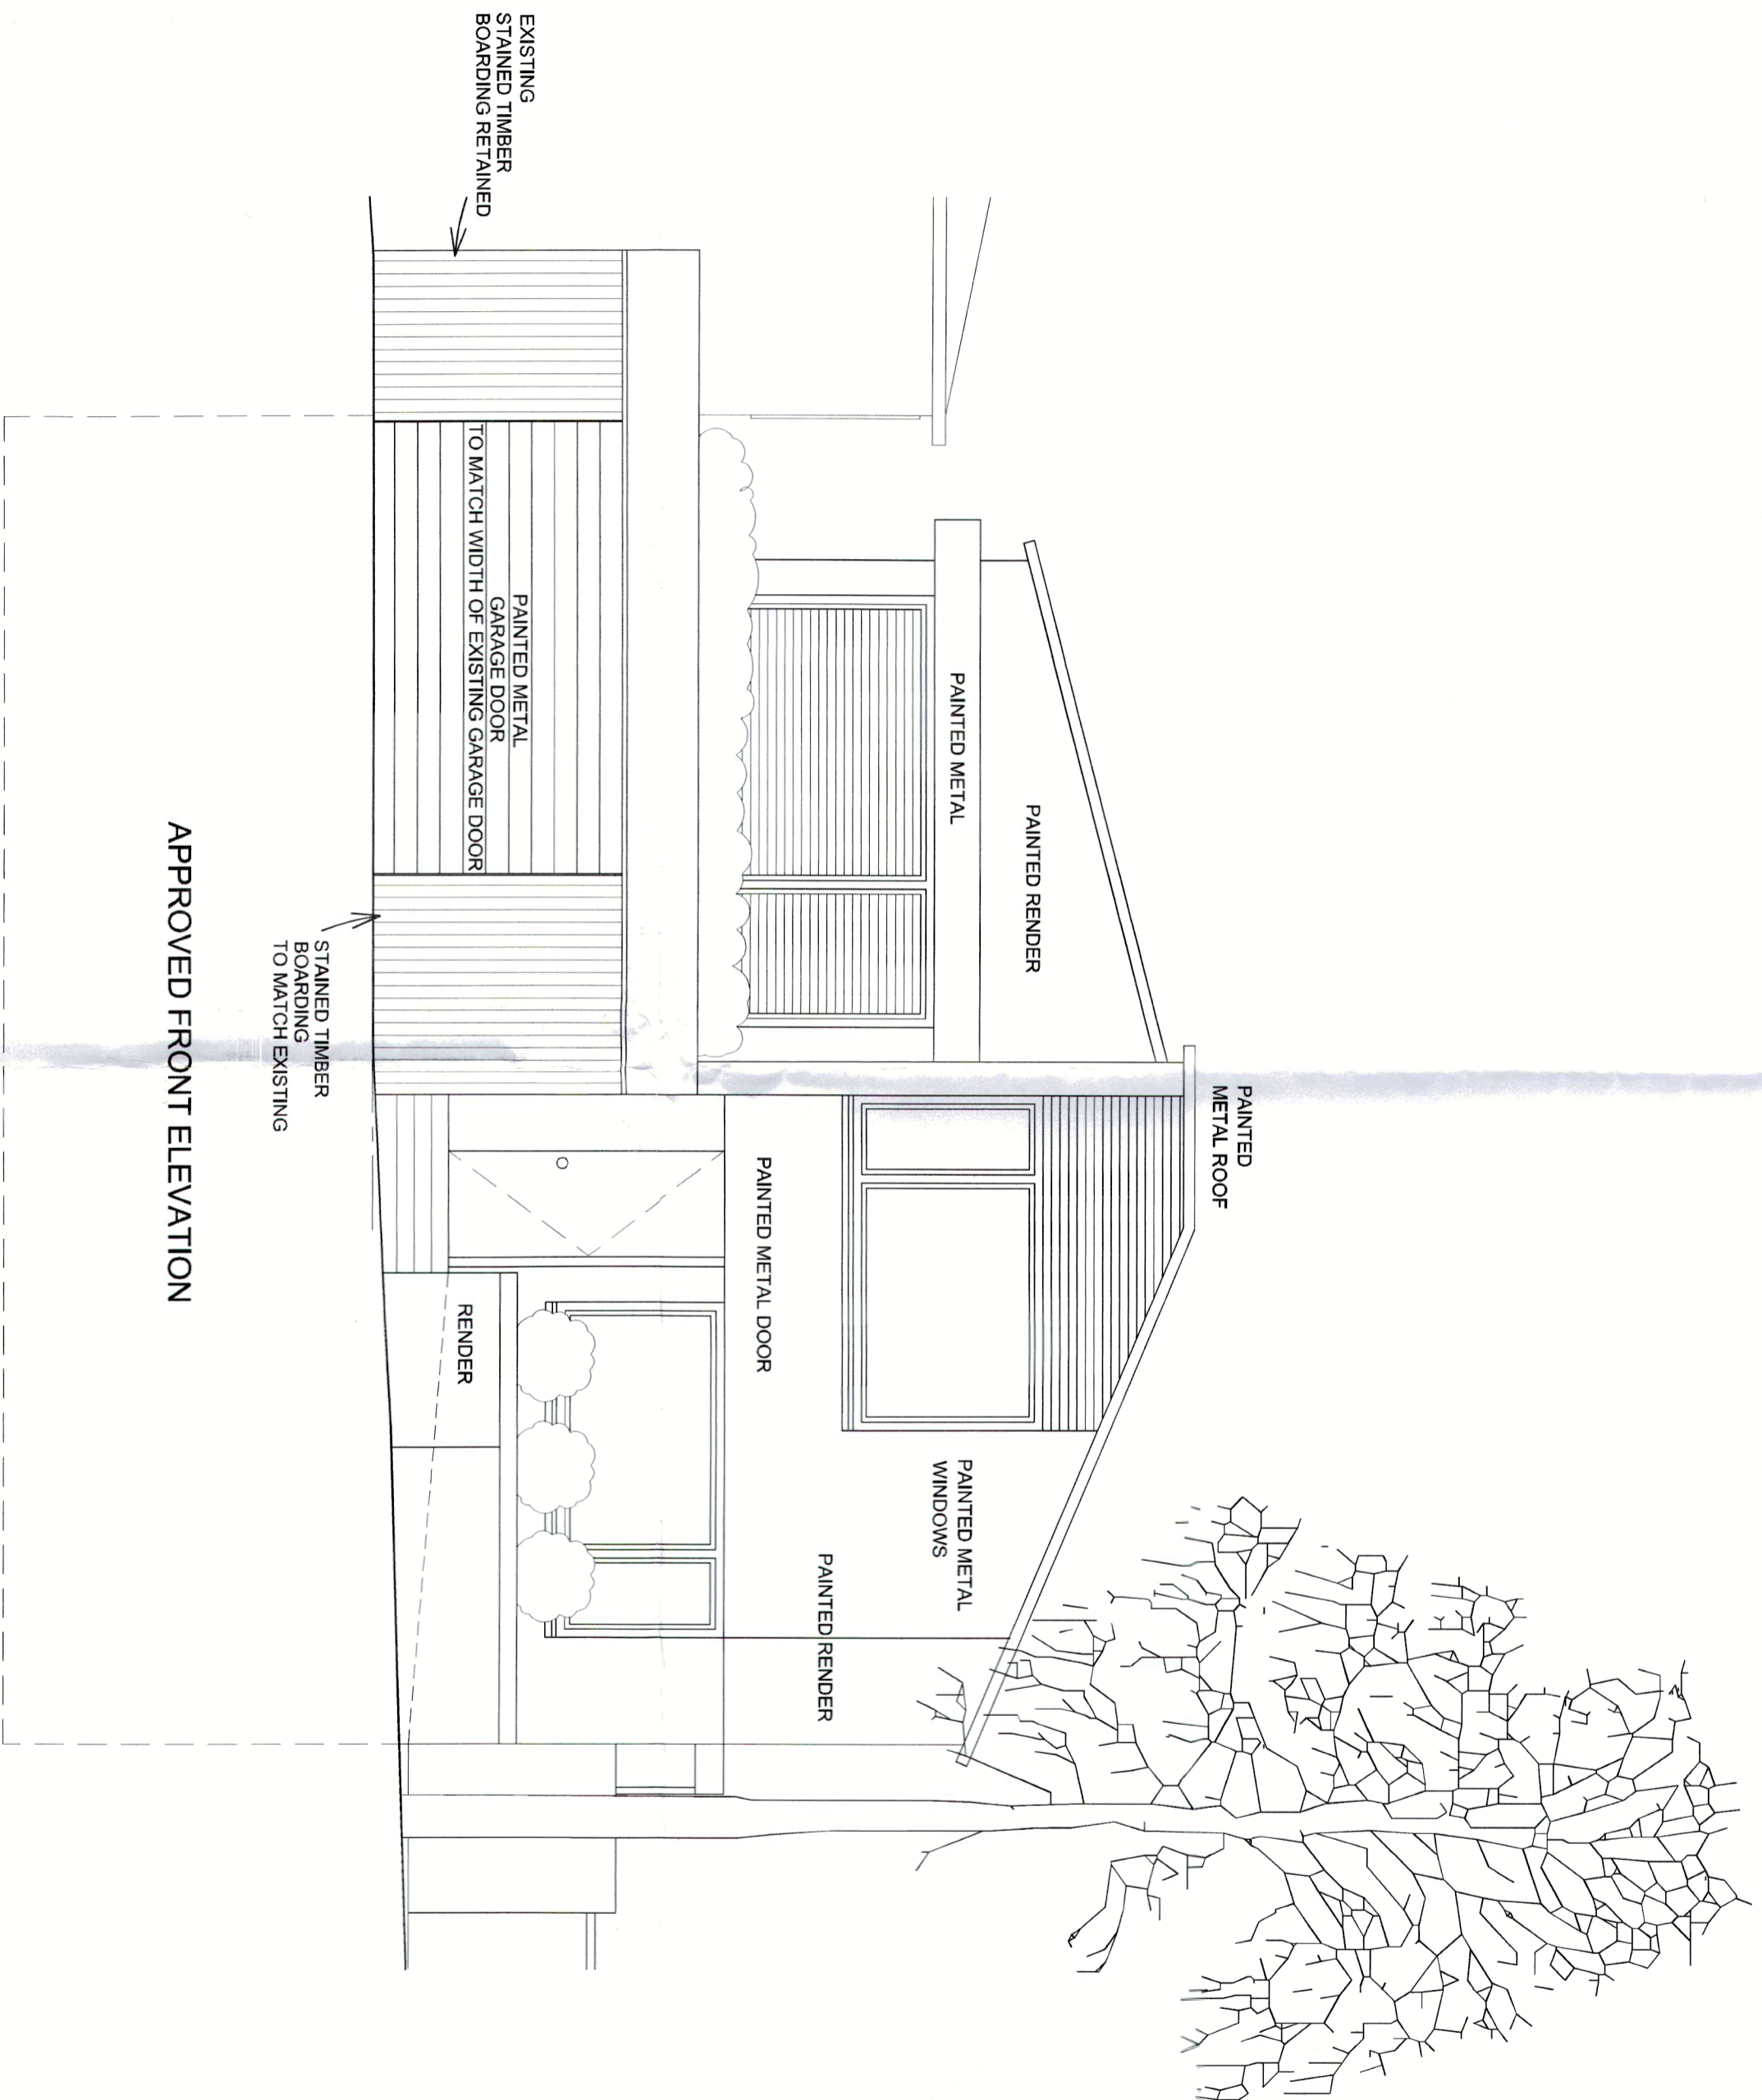 EXISTING
STAINED TIMBER
BOARDING RETAINED
PAINTED METAL
GARAGE DOOR
TO MATCH WIDTH OF EXISTING GARAGE DOOR
PAINTED METAL
PAINTED RENDER
STAINED TIMBER
BOARDING
TO MATCH EXISTING
PAINTED
METAL ROOF
PAINTED METAL DOOR
RENDER
PAINTED METAL
WINDOWS
PAINTED RENDER
APPROVED FRONT ELEVATION